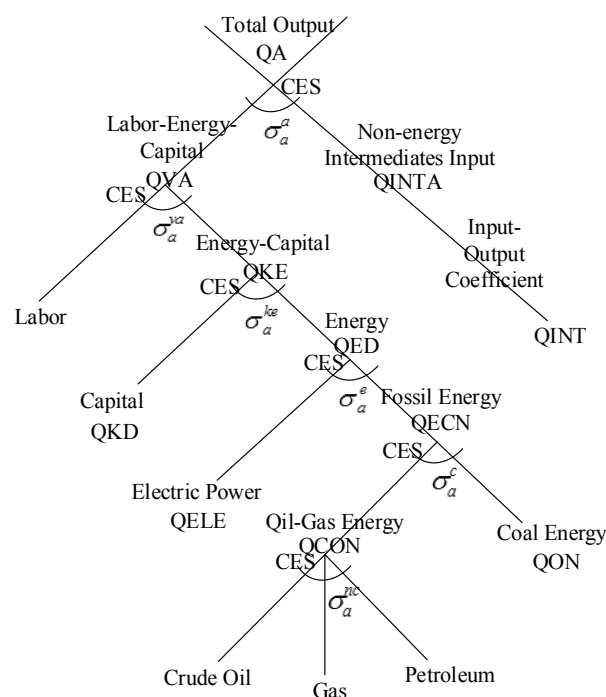 Total Output
QA
CES
σ_a^a
Labor-Energy-
Capital
QVA
CES
σ_a^va
Non-energy
Intermediates Input
QINTA
Input-
Output
Coefficient
QINT
Labor
Energy-Capital
QKE
CES
σ_a^ke
Capital
QKD
Energy
QED
CES
σ_a^e
Electric Power
QELE
Fossil Energy
QECN
CES
σ_a^c
Coal Energy
QON
Qil-Gas Energy
QCON
CES
σ_a^nc
Crude Oil
Gas
Petroleum